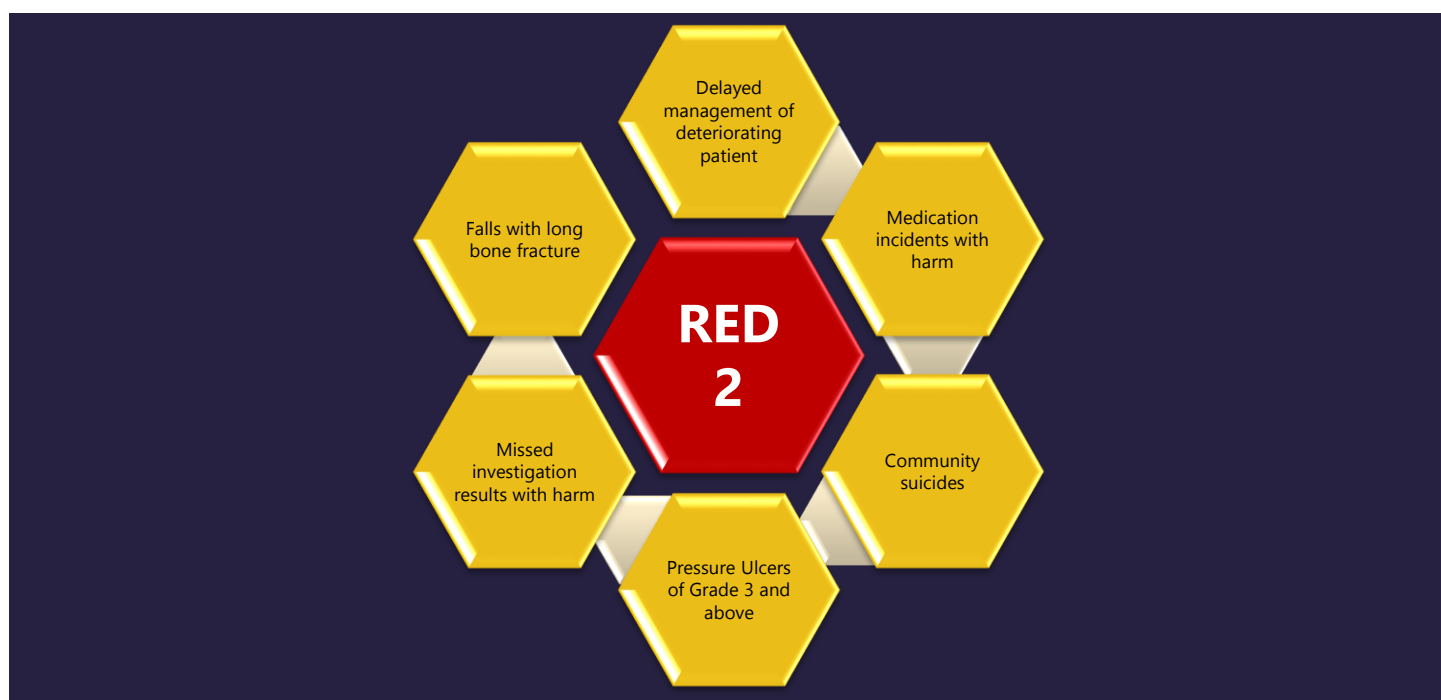 Delayed
management of
deteriorating
patient
Medication
incidents with
harm
Community
suicides
Pressure Ulcers
of Grade 3 and
above
Missed
investigation
results with harm
Falls with long
bone fracture
RED
2